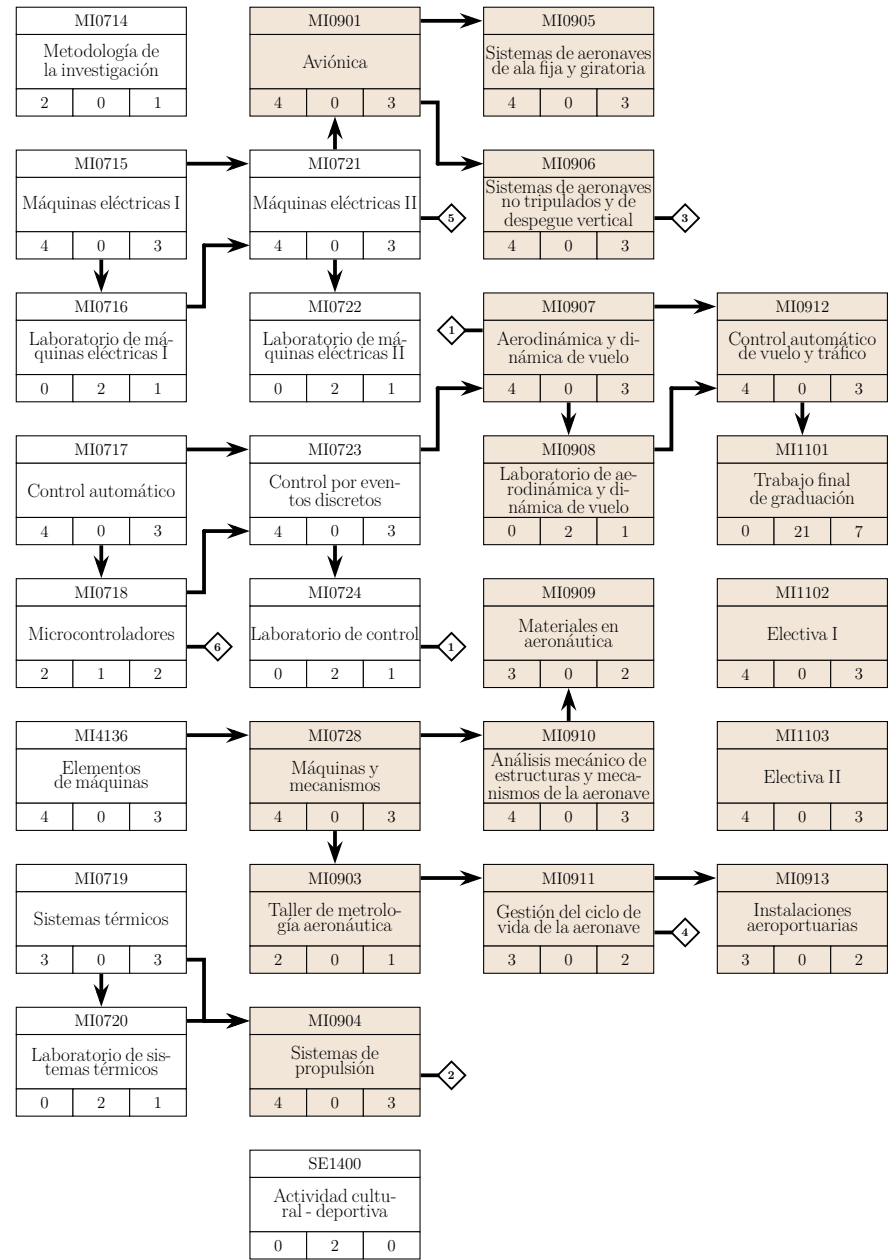 MI0714
Metodología de
la investigación
2 0 1
MI0715
Máquinas eléctricas I
4 0 3
MI0716
Laboratorio de má-
quinas eléctricas I
0 2 1
MI0717
Control automático
4 0 3
MI0718
Microcontroladores
6
2 1 2
MI4136
Elementos
de máquinas
4 0 3
MI0719
Sistemas térmicos
3 0 3
MI0720
Laboratorio de sis-
temas térmicos
0 2 1
MI0901
Aviónica
4 0 3
MI0721
Máquinas eléctricas II
5
4 0 3
MI0722
Laboratorio de má-
quinas eléctricas II
0 2 1
MI0723
Control por even-
tos discretos
4 0 3
MI0724
Laboratorio de control
1
0 2 1
MI0728
Máquinas y
mecanismos
4 0 3
MI0903
Taller de metrolo-
gía aeronáutica
2 0 1
MI0904
Sistemas de
propulsión
2
4 0 3
SE1400
Actividad cultu-
ral - deportiva
0 2 0
MI0905
Sistemas de aeronaves
de ala fija y giratoria
4 0 3
MI0906
Sistemas de aeronaves
no tripulados y de
despegue vertical
3
4 0 3
MI0907
1
Aerodinámica y di-
námica de vuelo
4 0 3
MI0908
Laboratorio de ae-
rodinámica y di-
námica de vuelo
0 2 1
MI0909
Materiales en
aeronáutica
3 0 2
MI0910
Análisis mecánico de
estructuras y meca-
nismos de la aeronave
4 0 3
MI0911
Gestión del ciclo de
vida de la aeronave
4
3 0 2
MI0912
Control automático
de vuelo y tráfico
4 0 3
MI1101
Trabajo final
de graduación
0 21 7
MI1102
Electiva I
4 0 3
MI1103
Electiva II
4 0 3
MI0913
Instalaciones
aeroportuarias
3 0 2